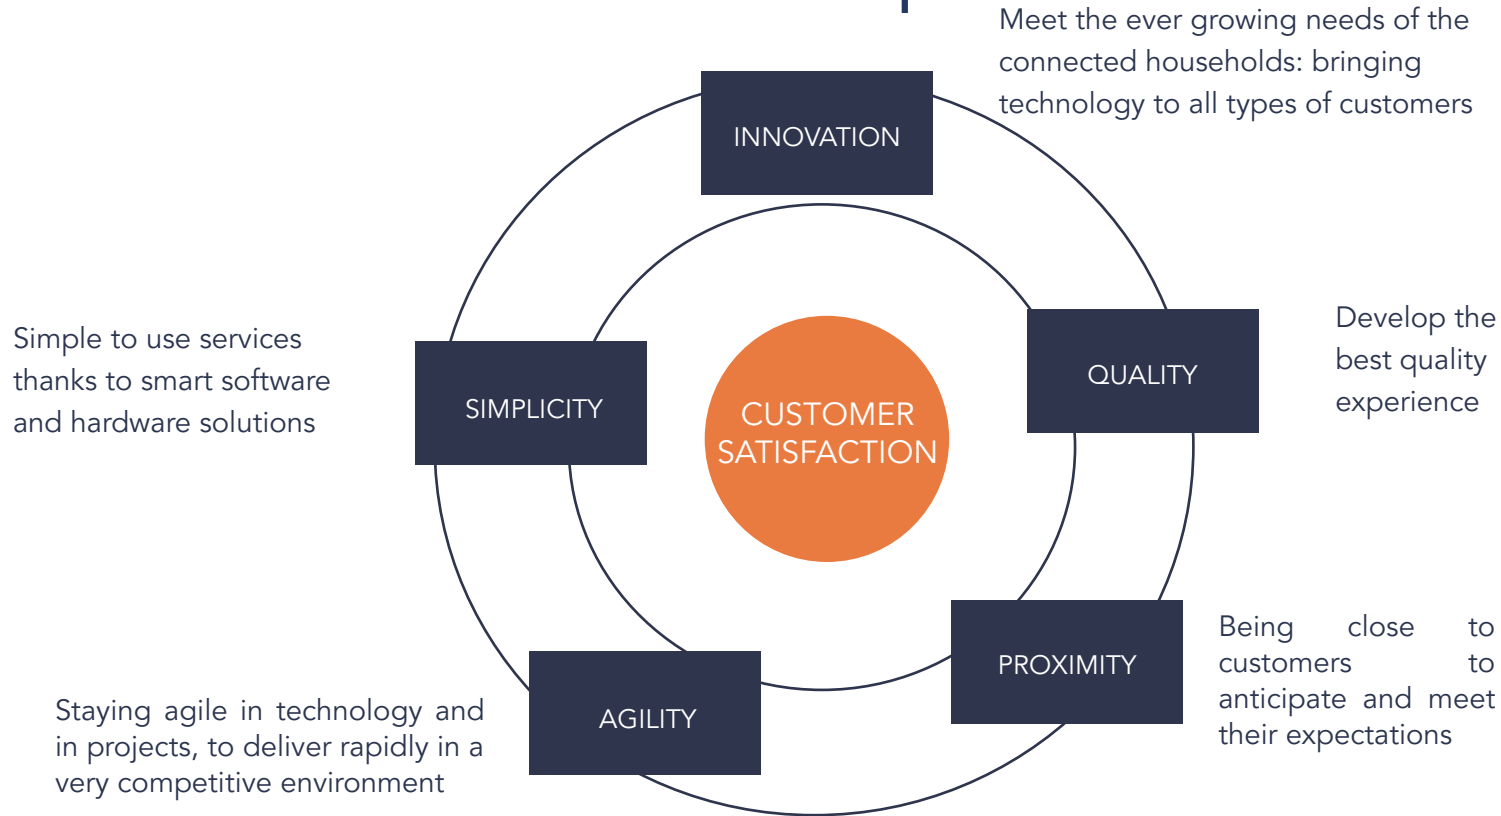 Meet the ever growing needs of the
connected households: bringing
technology to all types of customers
INNOVATION
Simple to use services
thanks to smart software
and hardware solutions
SIMPLICITY
CUSTOMER
SATISFACTION
QUALITY
Develop the
best quality
experience
Being close to
customers to
anticipate and meet
their expectations
PROXIMITY
AGILITY
Staying agile in technology and
in projects, to deliver rapidly in a
very competitive environment